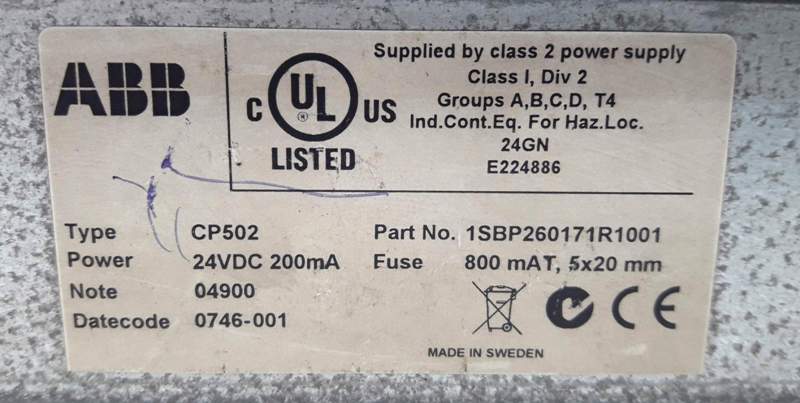 ABB
C UL ® US
LISTED
Supplied by class 2 power supply
Class I, Div 2
Groups A,B,C,D, T4
Ind.Cont.Eq. For Haz.Loc.
24GN
E224886
Type CP502 Part No. 1SBP260171R1001
Power 24VDC 200mA Fuse 800 mAT, 5x20 mm
Note 04900
Datecode 0746-001
CE
MADE IN SWEDEN